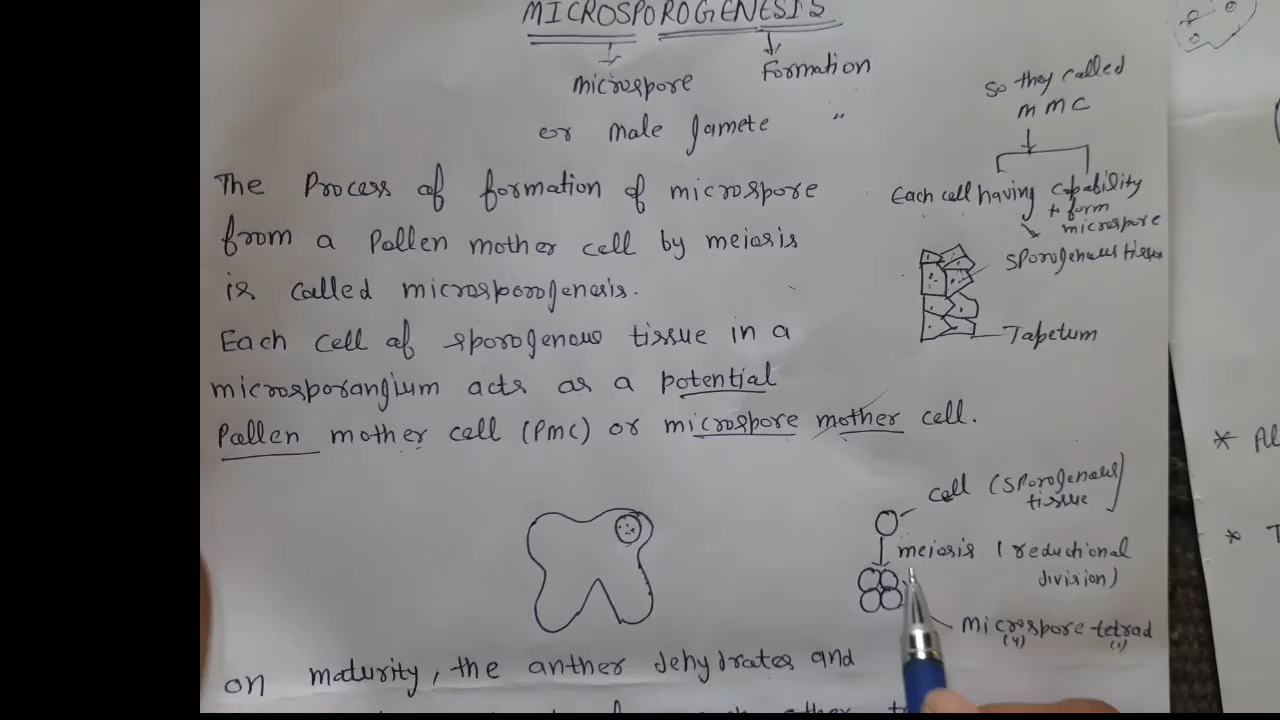 MICROSPOROGENESIS
microspore
Formation
or male gamete "
The Process of formation of microspore
from a Pollen mother cell by meiosis
is called microsporogenesis.
Each cell of sporogenous tissue in a
microsporangium acts as a potential
Pollen mother cell (PMC) or microspore mother cell.
So they called
MMC
Each cell having capability
to form
microspore
Sporogenous tissue
Tapetum
cell (Sporogenous
tissue)
meiosis (reductional
division)
microspore tetrad
(4) (1)
on maturity, the anther dehydrates and
* Al
* T